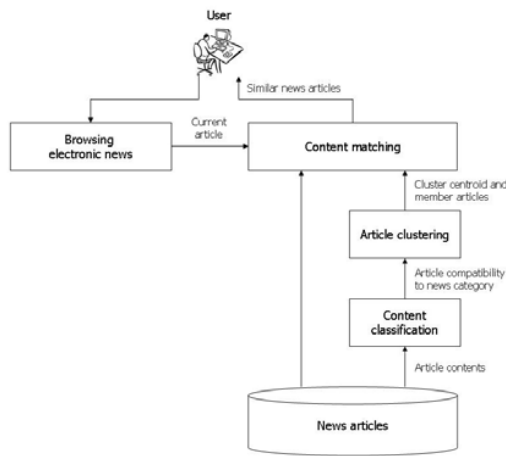 User
Similar news articles
Current
article
Browsing
electronic news
Content matching
Cluster centroid and
member articles
Article clustering
Article compatibility
to news category
Content
classification
Article contents
News articles